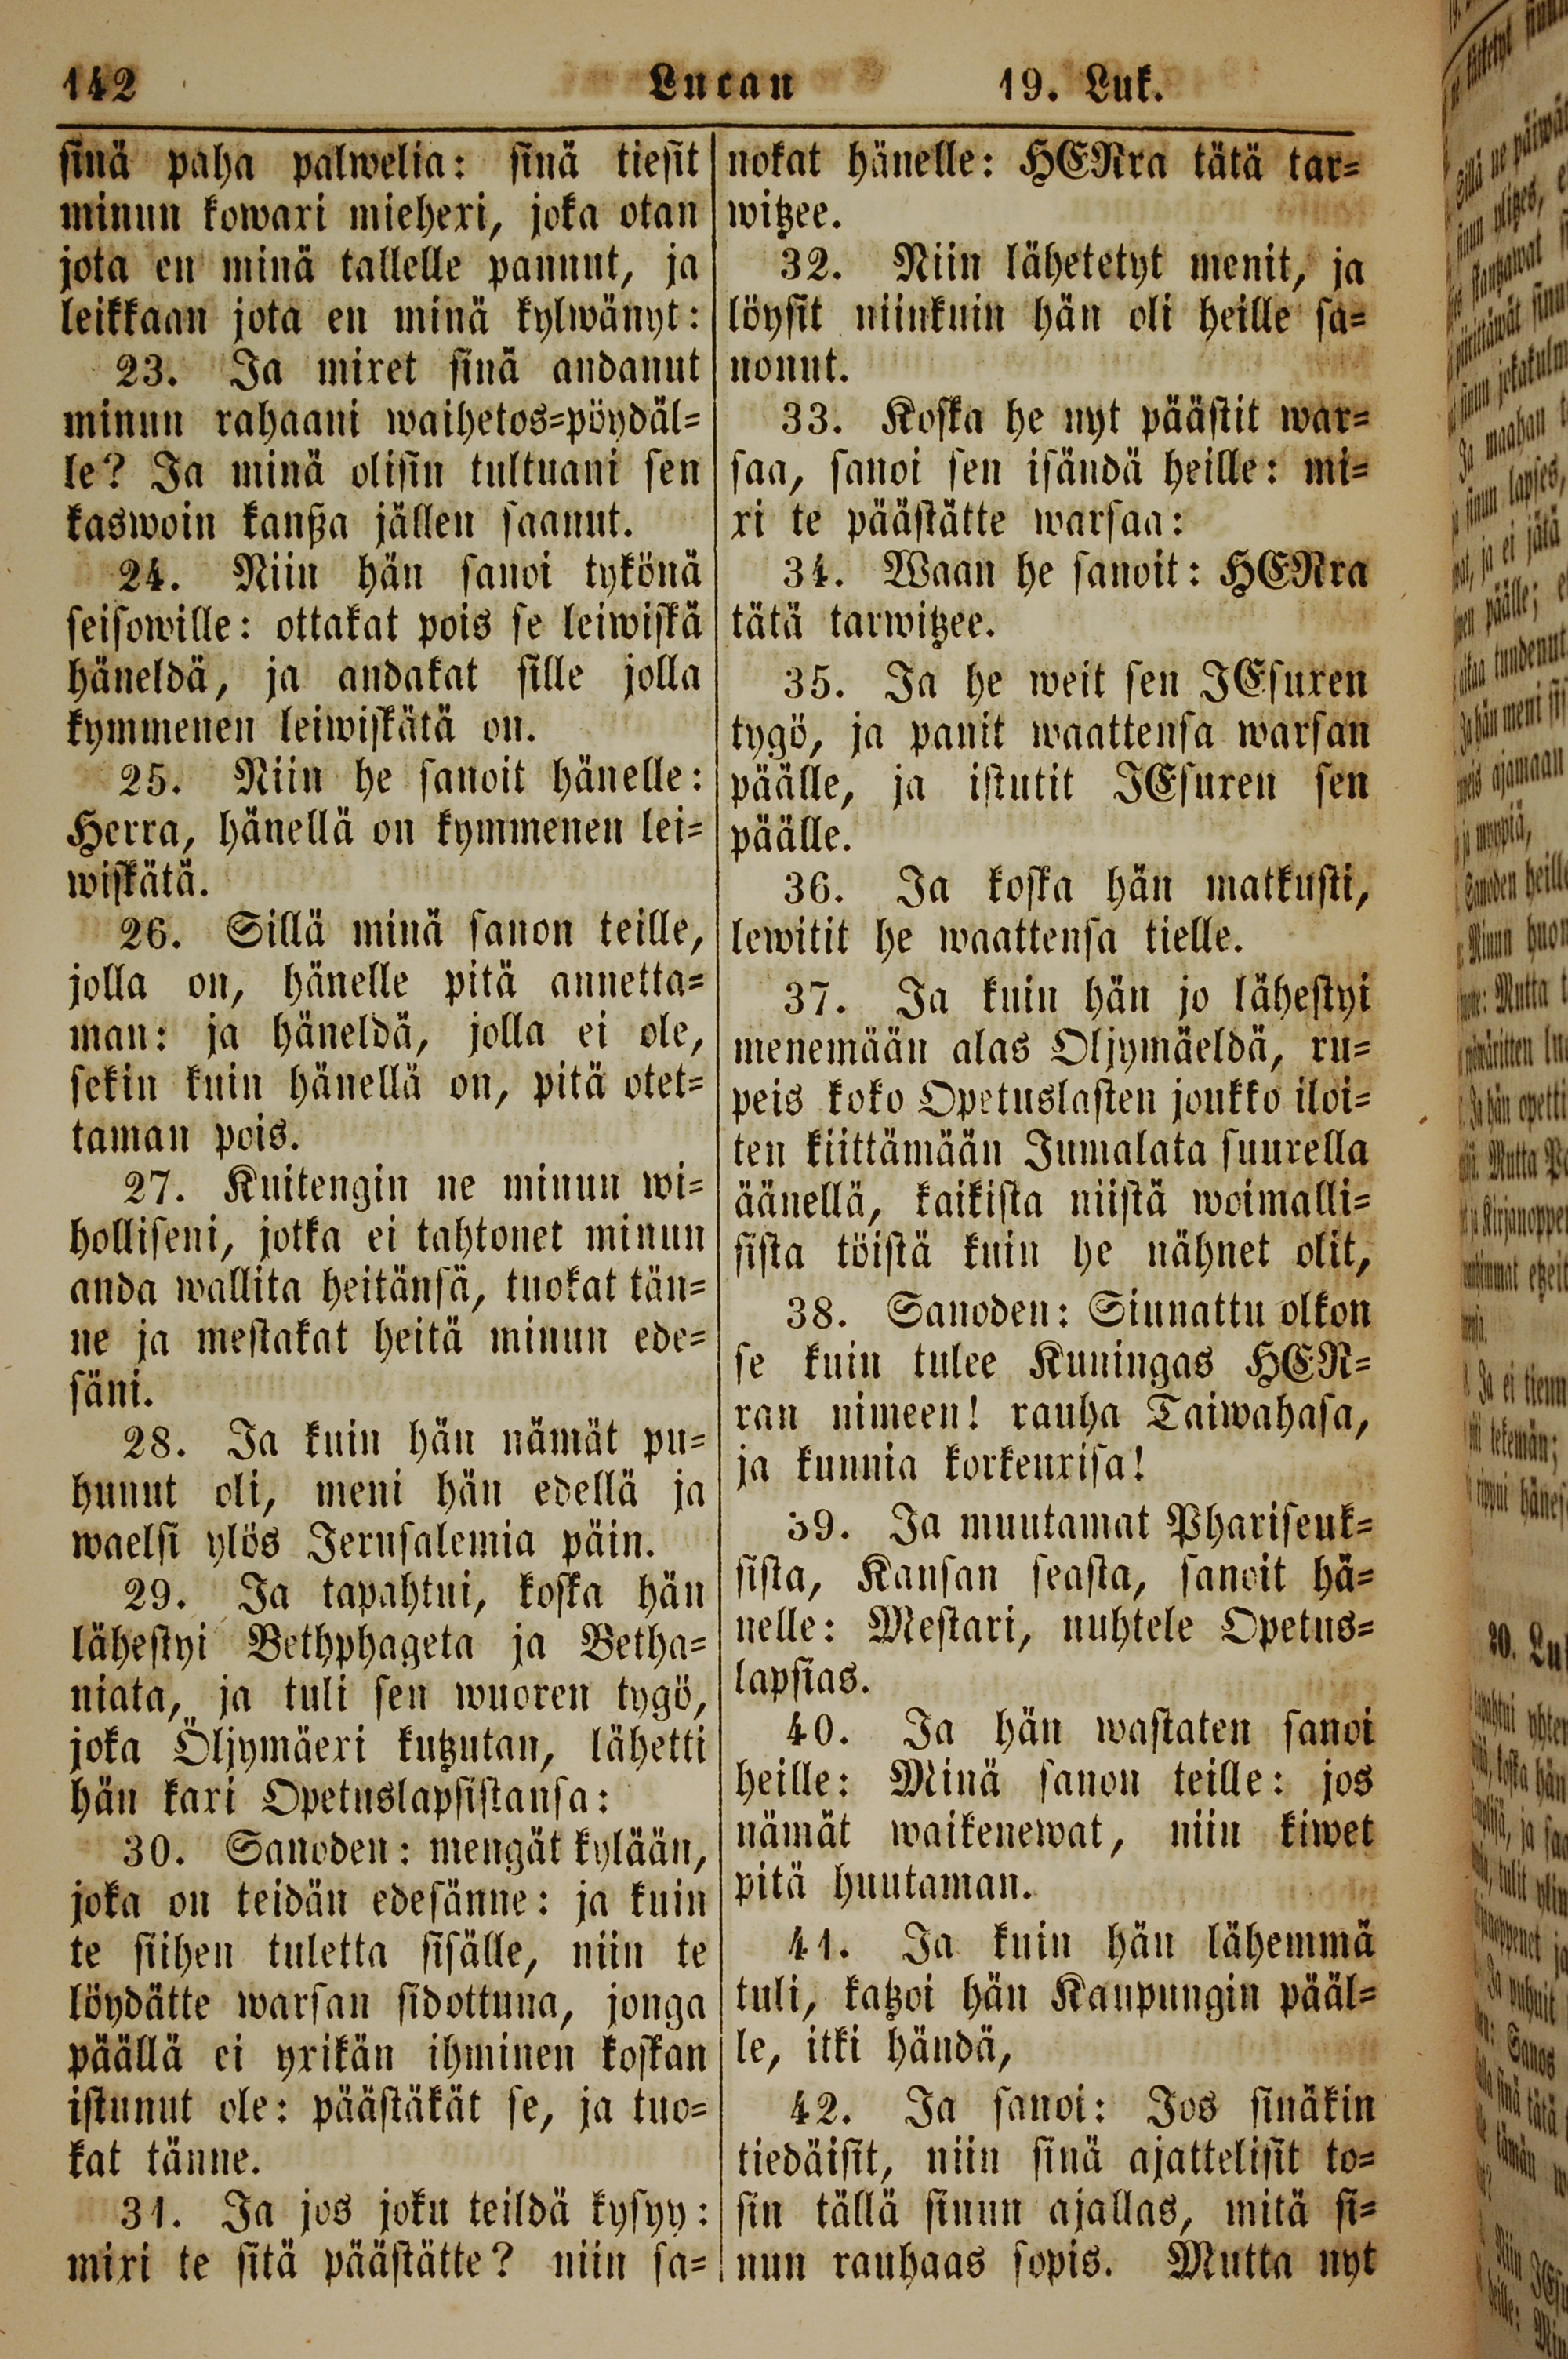 142 Lucan 19. Luk.
sinä paha palwelia: sinä tiesit
minun kowaxi miehexi, joka otan
jota en minä tallelle pannut, ja
leikkaan jota en minä kylwänyt:
23. Ja mixet sinä andanut
minun rahaani waihetos-pöydäl-
le? Ja minä olisin tultuani sen
kaswoin kanßa jällen saanut.
24. Niin hän sanoi tykönä
seisowille: ottakat pois se leiwiskä
häneldä, ja andakat sille jolla
kymmenen leiwiskätä on.
25. Niin he sanoit hänelle:
Herra, hänellä on kymmenen lei-
wiskätä.
26. Sillä minä sanon teille,
jolla on, hänelle pitä annetta-
man: ja häneldä, jolla ei ole,
sekin kuin hänellä on, pitä otet-
taman pois.
27. Kuitengin ne minun wi-
holliseni, jotka ei tahtonet minun
anda wallita heitänsä, tuokat tän-
ne ja mestakat heitä minun ede-
säni.
28. Ja kuin hän nämät pu-
hunut oli, meni hän edellä ja
waelsi ylös Jerusalemia päin.
29. Ja tapahtui, koska hän
lähestyi Bethphageta ja Betha-
niata, ja tuli sen wuoren tygö,
joka Öljymäexi kutzutan, lähetti
hän kaxi Opetuslapsistansa:
30. Sanoden: mengät kylään,
joka on teidän edesänne: ja kuin
te siihen tuletta sisälle, niin te
löydätte warsan sidottuna, jonga
päällä ei yxikän ihminen koskan
istunut ole: päästäkät se, ja tuo-
kat tänne.
31. Ja jos joku teildä kysyy:
mixi te sitä päästätte? niin sa-
nokat hänelle: HERra tätä tar-
witzee.
32. Niin lähetetyt menit, ja
löysit niinkuin hän oli heille sa-
nonut.
33. Koska he nyt päästit war-
saa, sanoi sen isändä heille: mi-
xi te päästätte warsaa:
34. Waan he sanoit: HERra
tätä tarwitzee.
35. Ja he weit sen JEsuxen
tygö, ja panit waattensa warsan
päälle, ja istutit JEsuxen sen
päälle.
36. Ja koska hän matkusti,
lewitit he waattensa tielle.
37. Ja kuin hän jo lähestyi
menemään alas Oljymäeldä, ru-
peis koko Opetuslasten joukko iloi-
ten kiittämään Jumalata suurella
äänellä, kaikista niistä woimalli-
sista töistä kuin he nähnet olit,
38. Sanoden: Siunattu olkon
se kuin tulee Kuningas HER-
ran nimeen! rauha Taiwahasa,
ja kunnia korkeuxisa!
39. Ja muutamat Phariseuk-
sista, Kansan seasta, sanoit hä-
nelle: Mestari, nuhtele Opetus-
lapsias.
40. Ja hän wastaten sanoi
heille: Minä sanon teille: jos
nämät waikenewat, niin kiwet
pitä huutaman.
41. Ja kuin hän lähemmä
tuli, katzoi hän Kaupungin pääl-
le, itki händä,
42. Ja sanoi: Jos sinäkin
tiedäisit, niin sinä ajattelisit to-
sin tällä sinun ajallas, mitä si-
nun rauhaas sopis. Mutta nyt